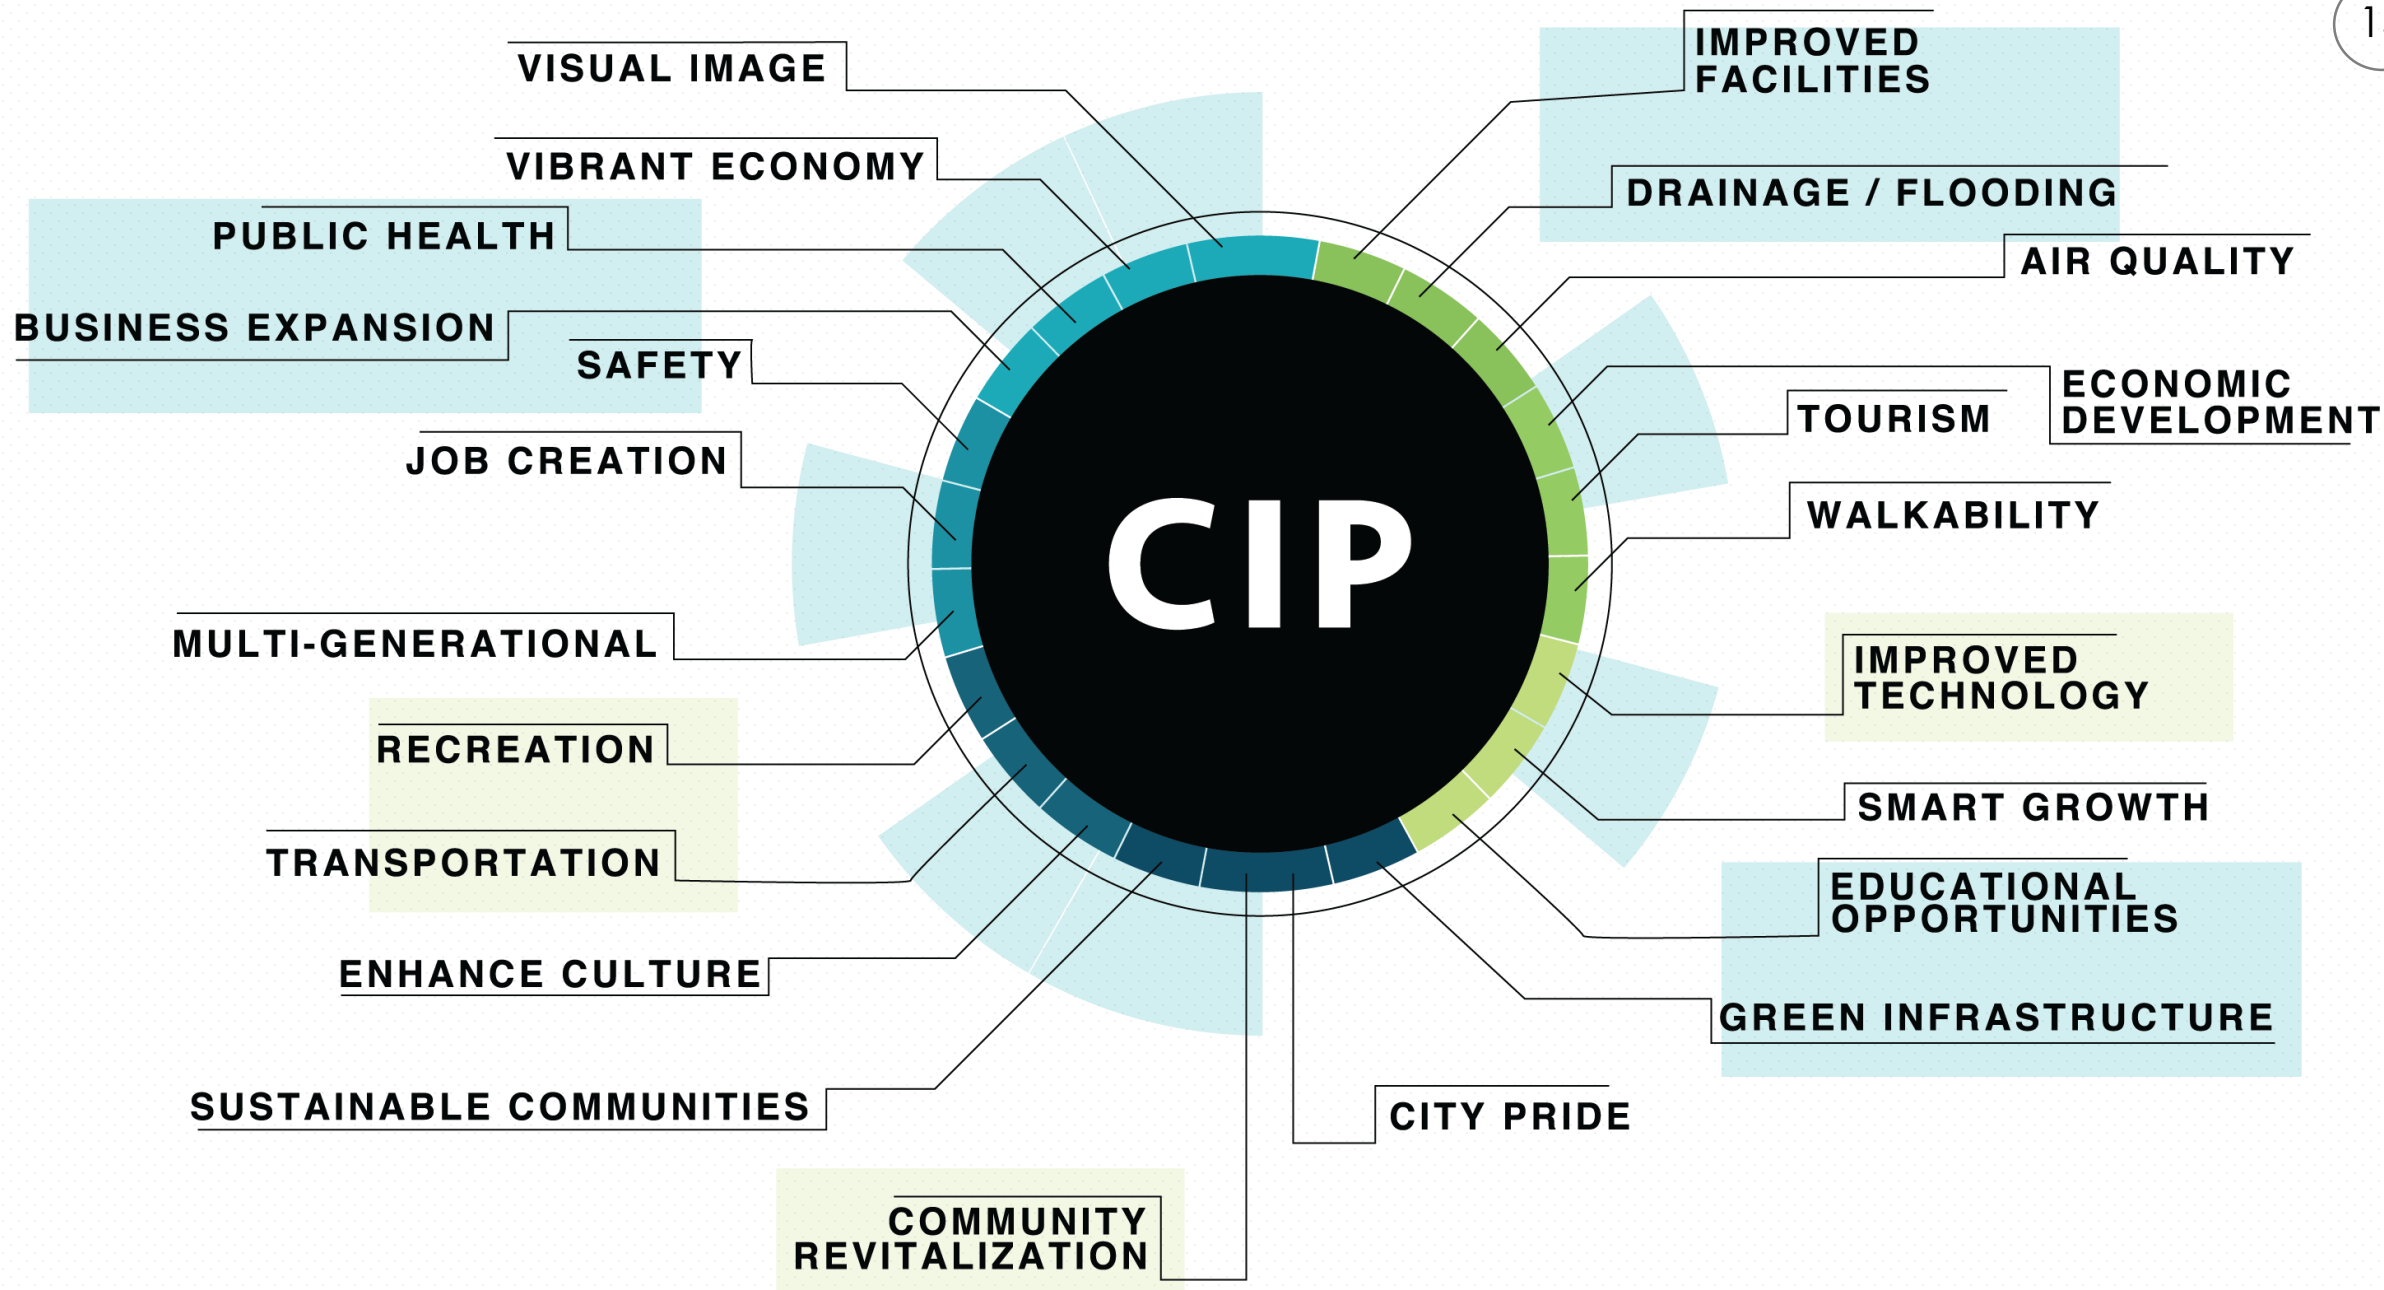 1
VISUAL IMAGE
VIBRANT ECONOMY
PUBLIC HEALTH
BUSINESS EXPANSION
SAFETY
JOB CREATION
MULTI-GENERATIONAL
RECREATION
TRANSPORTATION
ENHANCE CULTURE
SUSTAINABLE COMMUNITIES
COMMUNITY
REVITALIZATION
CIP
IMPROVED
FACILITIES
DRAINAGE / FLOODING
AIR QUALITY
ECONOMIC
DEVELOPMENT
TOURISM
WALKABILITY
IMPROVED
TECHNOLOGY
SMART GROWTH
EDUCATIONAL
OPPORTUNITIES
GREEN INFRASTRUCTURE
CITY PRIDE